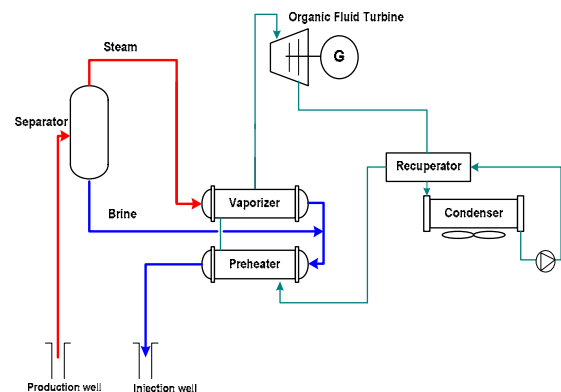 Organic Fluid Turbine
Steam
G
Separator
Recuperator
Vaporizer
Brine
Condenser
Preheater
Production well
Injection well